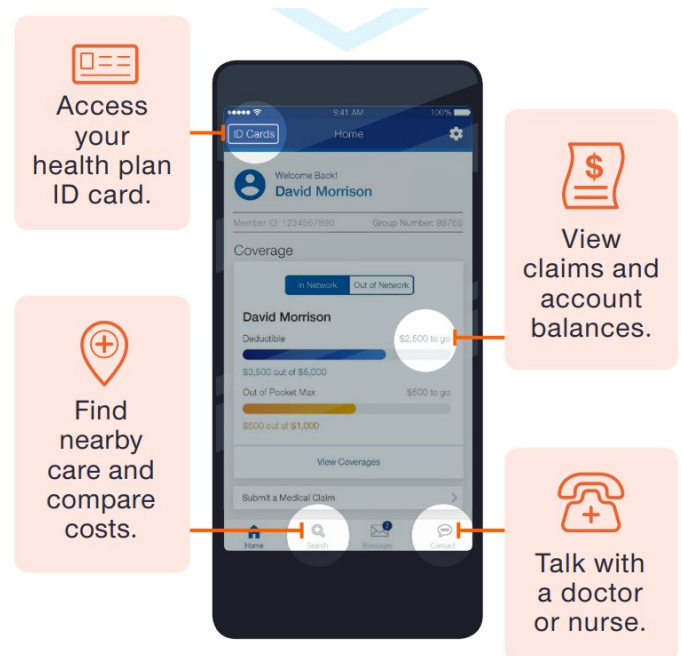 Access
your
health plan
ID card.
Find
nearby
care and
compare
costs.
9:41 AM
100%
ID Cards
Home
Welcome Back!
David Morrison
Member ID: 1234567890 Group Number: 98765
Coverage
In Network Out of Network
David Morrison
Deductible $2,500 to go
$3,500 out of $6,000
Out of Pocket Max $500 to go
$500 out of $1,000
View Coverages
Submit a Medical Claim
2
Home Search Messages Contact
$
View
claims and
account
balances.
Talk with
a doctor
or nurse.